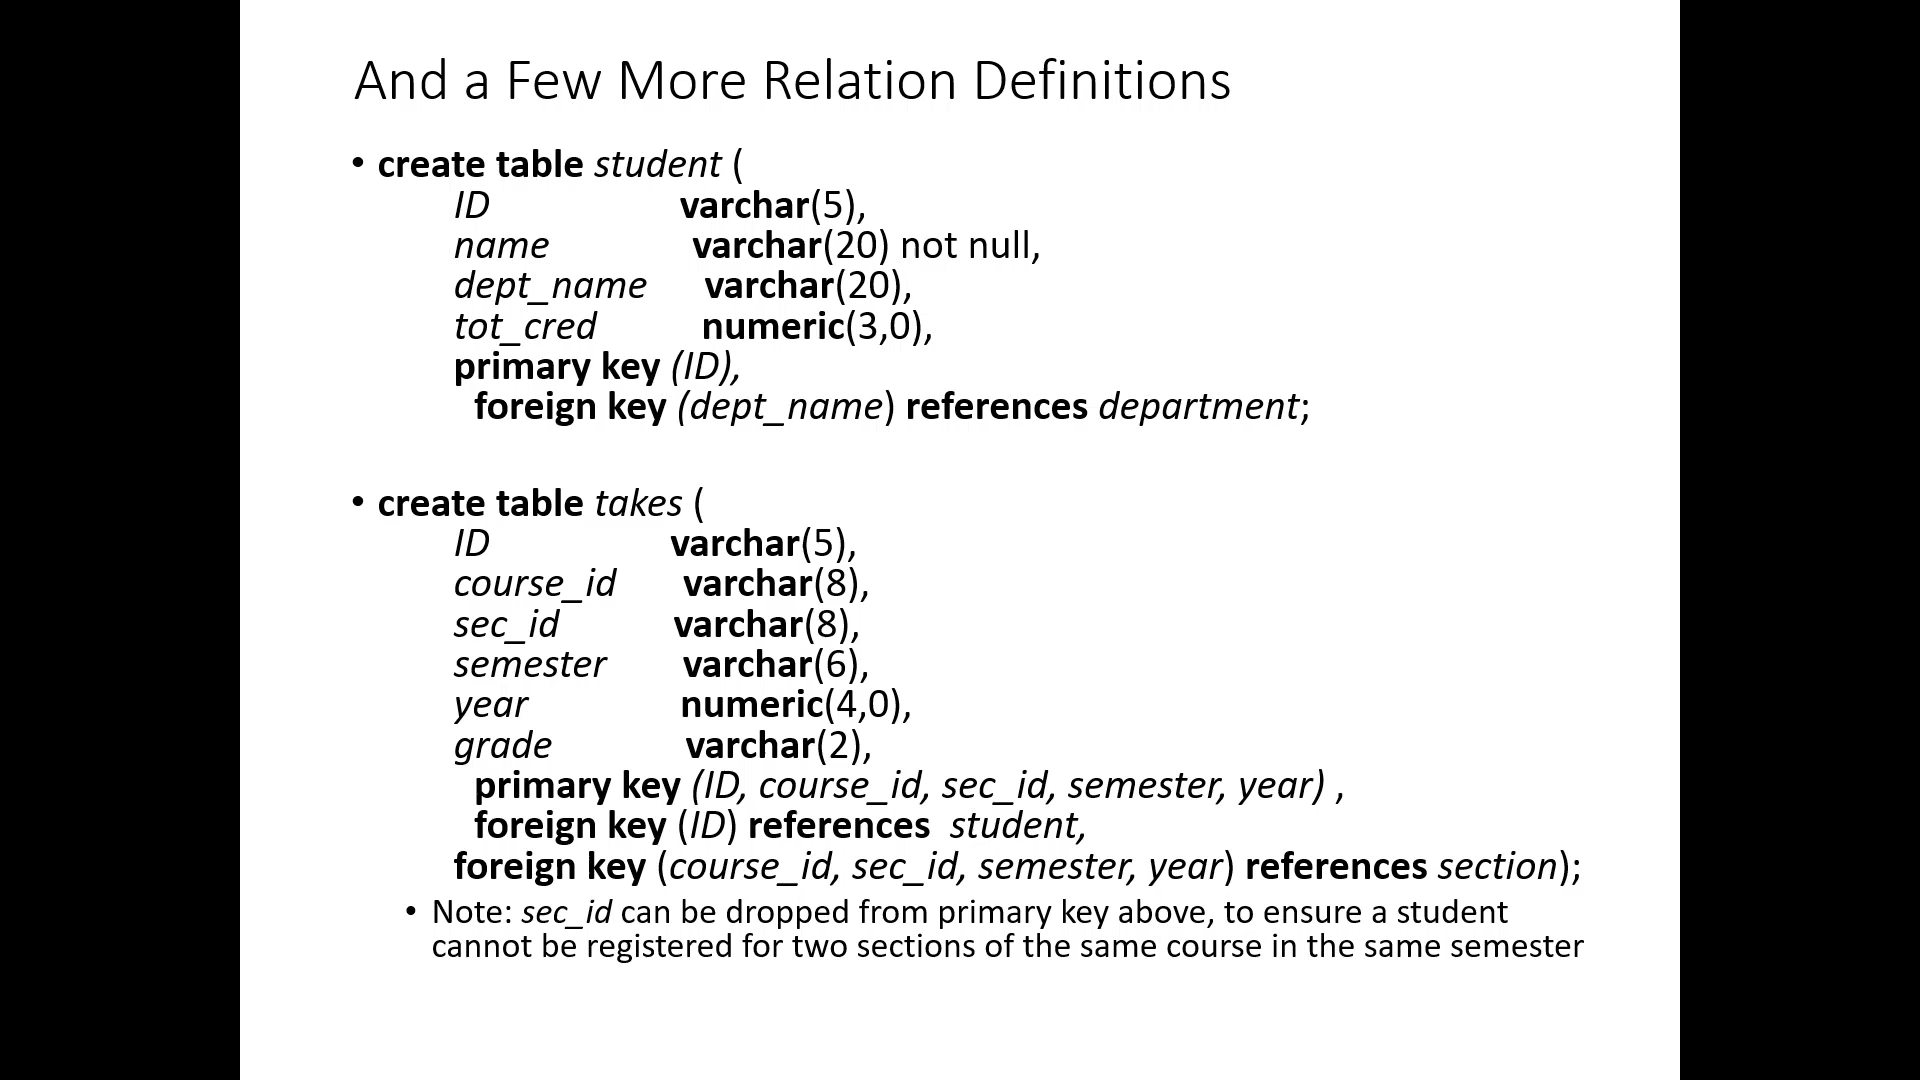 And a Few More Relation Definitions
• create table student (
ID varchar(5),
name varchar(20) not null,
dept_name varchar(20),
tot_cred numeric(3,0),
primary key (ID),
foreign key (dept_name) references department;
• create table takes (
ID varchar(5),
course_id varchar(8),
sec_id varchar(8),
semester varchar(6),
year numeric(4,0),
grade varchar(2),
primary key (ID, course_id, sec_id, semester, year) ,
foreign key (ID) references student,
foreign key (course_id, sec_id, semester, year) references section);
• Note: sec_id can be dropped from primary key above, to ensure a student
cannot be registered for two sections of the same course in the same semester